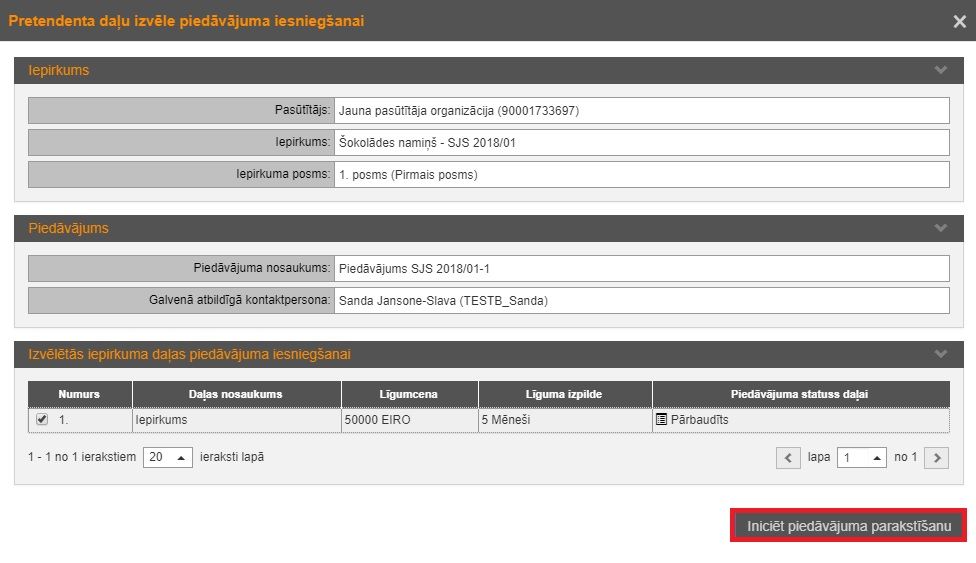 Pretendenta daļu izvēle piedāvājuma iesniegšanai
Iepirkums
Pasūtītājs: Jauna pasūtītāja organizācija (90001733697)
Iepirkums: Šokolādes namiņš - SJS 2018/01
Iepirkuma posms: 1. posms (Pirmais posms)
Piedāvājums
Piedāvājuma nosaukums: Piedāvājums SJS 2018/01-1
Galvenā atbildīgā kontaktpersona: Sanda Jansone-Slava (TESTB_Sanda)
Izvēlētās iepirkuma daļas piedāvājuma iesniegšanai
Numurs Daļas nosaukums Līgumcena Līguma izpilde Piedāvājuma statuss daļai
1. Iepirkums 50000 EIRO 5 Mēneši Pārbaudīts
1 - 1 no 1 ierakstiem 20 ieraksti lapā lapa 1 no 1
Iniciēt piedāvājuma parakstīšanu